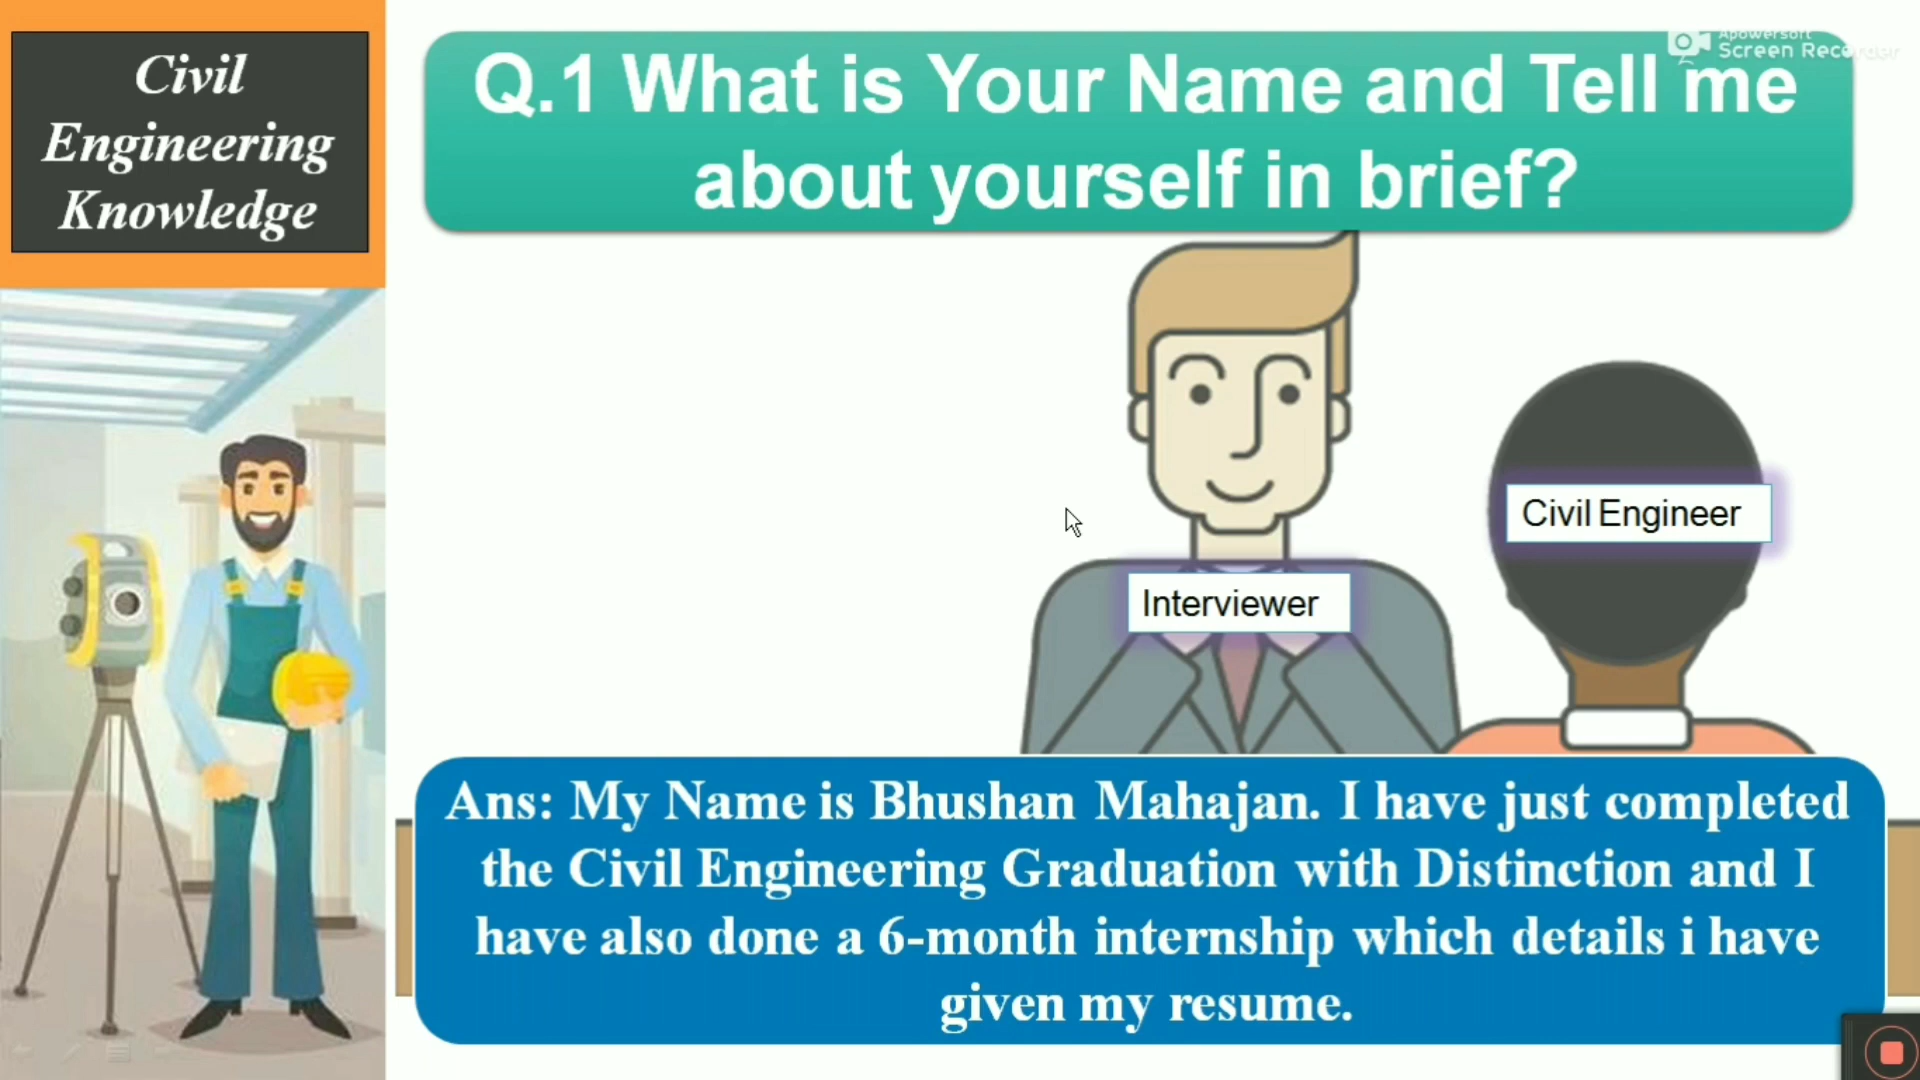 Civil
Engineering
Knowledge
Q.1 What is Your Name and Tell me
about yourself in brief?
Apowersoft
Screen Recorder
Civil Engineer
Interviewer
Ans: My Name is Bhushan Mahajan. I have just completed
the Civil Engineering Graduation with Distinction and I
have also done a 6-month internship which details i have
given my resume.